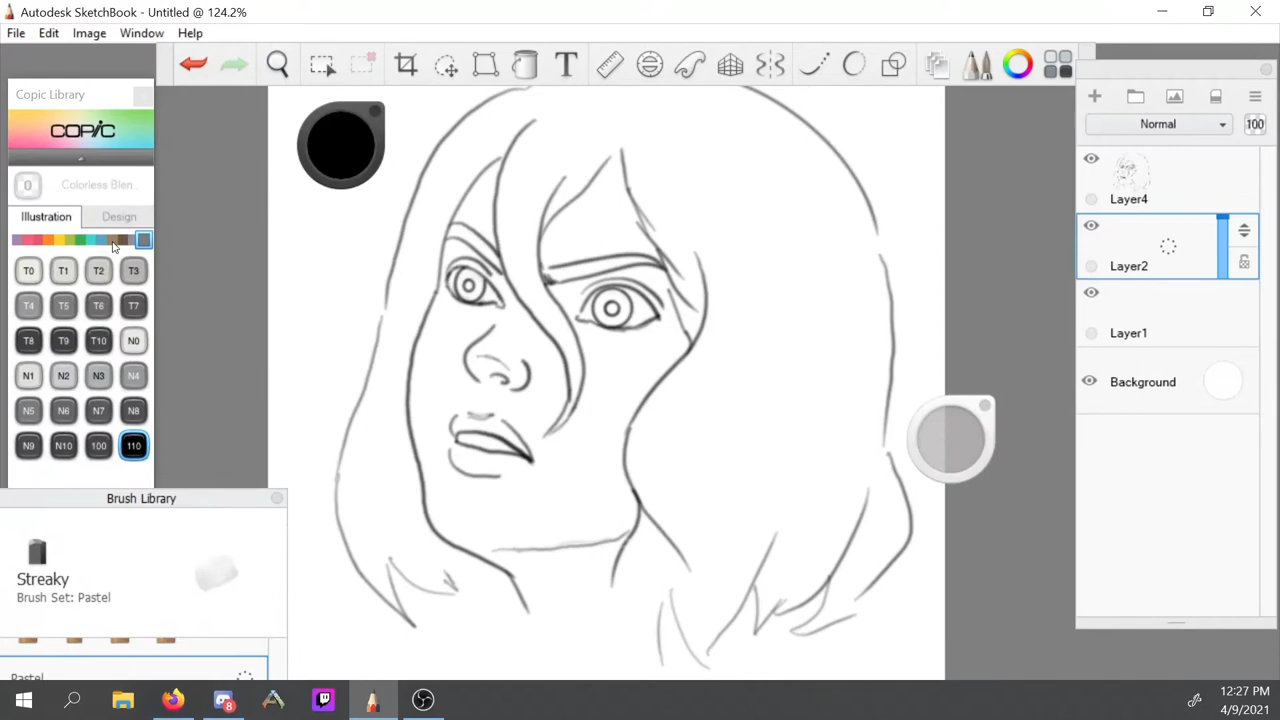 Autodesk SketchBook - Untitled @ 124.2%
File Edit Image Window Help
T
Copic Library
COPIC
0 Colorless Blen..
Illustration Design
T0 T1 T2 T3
T4 T5 T6 T7
T8 T9 T10 N0
N1 N2 N3 N4
N5 N6 N7 N8
N9 N10 100 110
Brush Library
Streaky
Brush Set: Pastel
Pastel
Normal 100
Layer4
Layer2
Layer1
Background
8
12:27 PM
4/9/2021